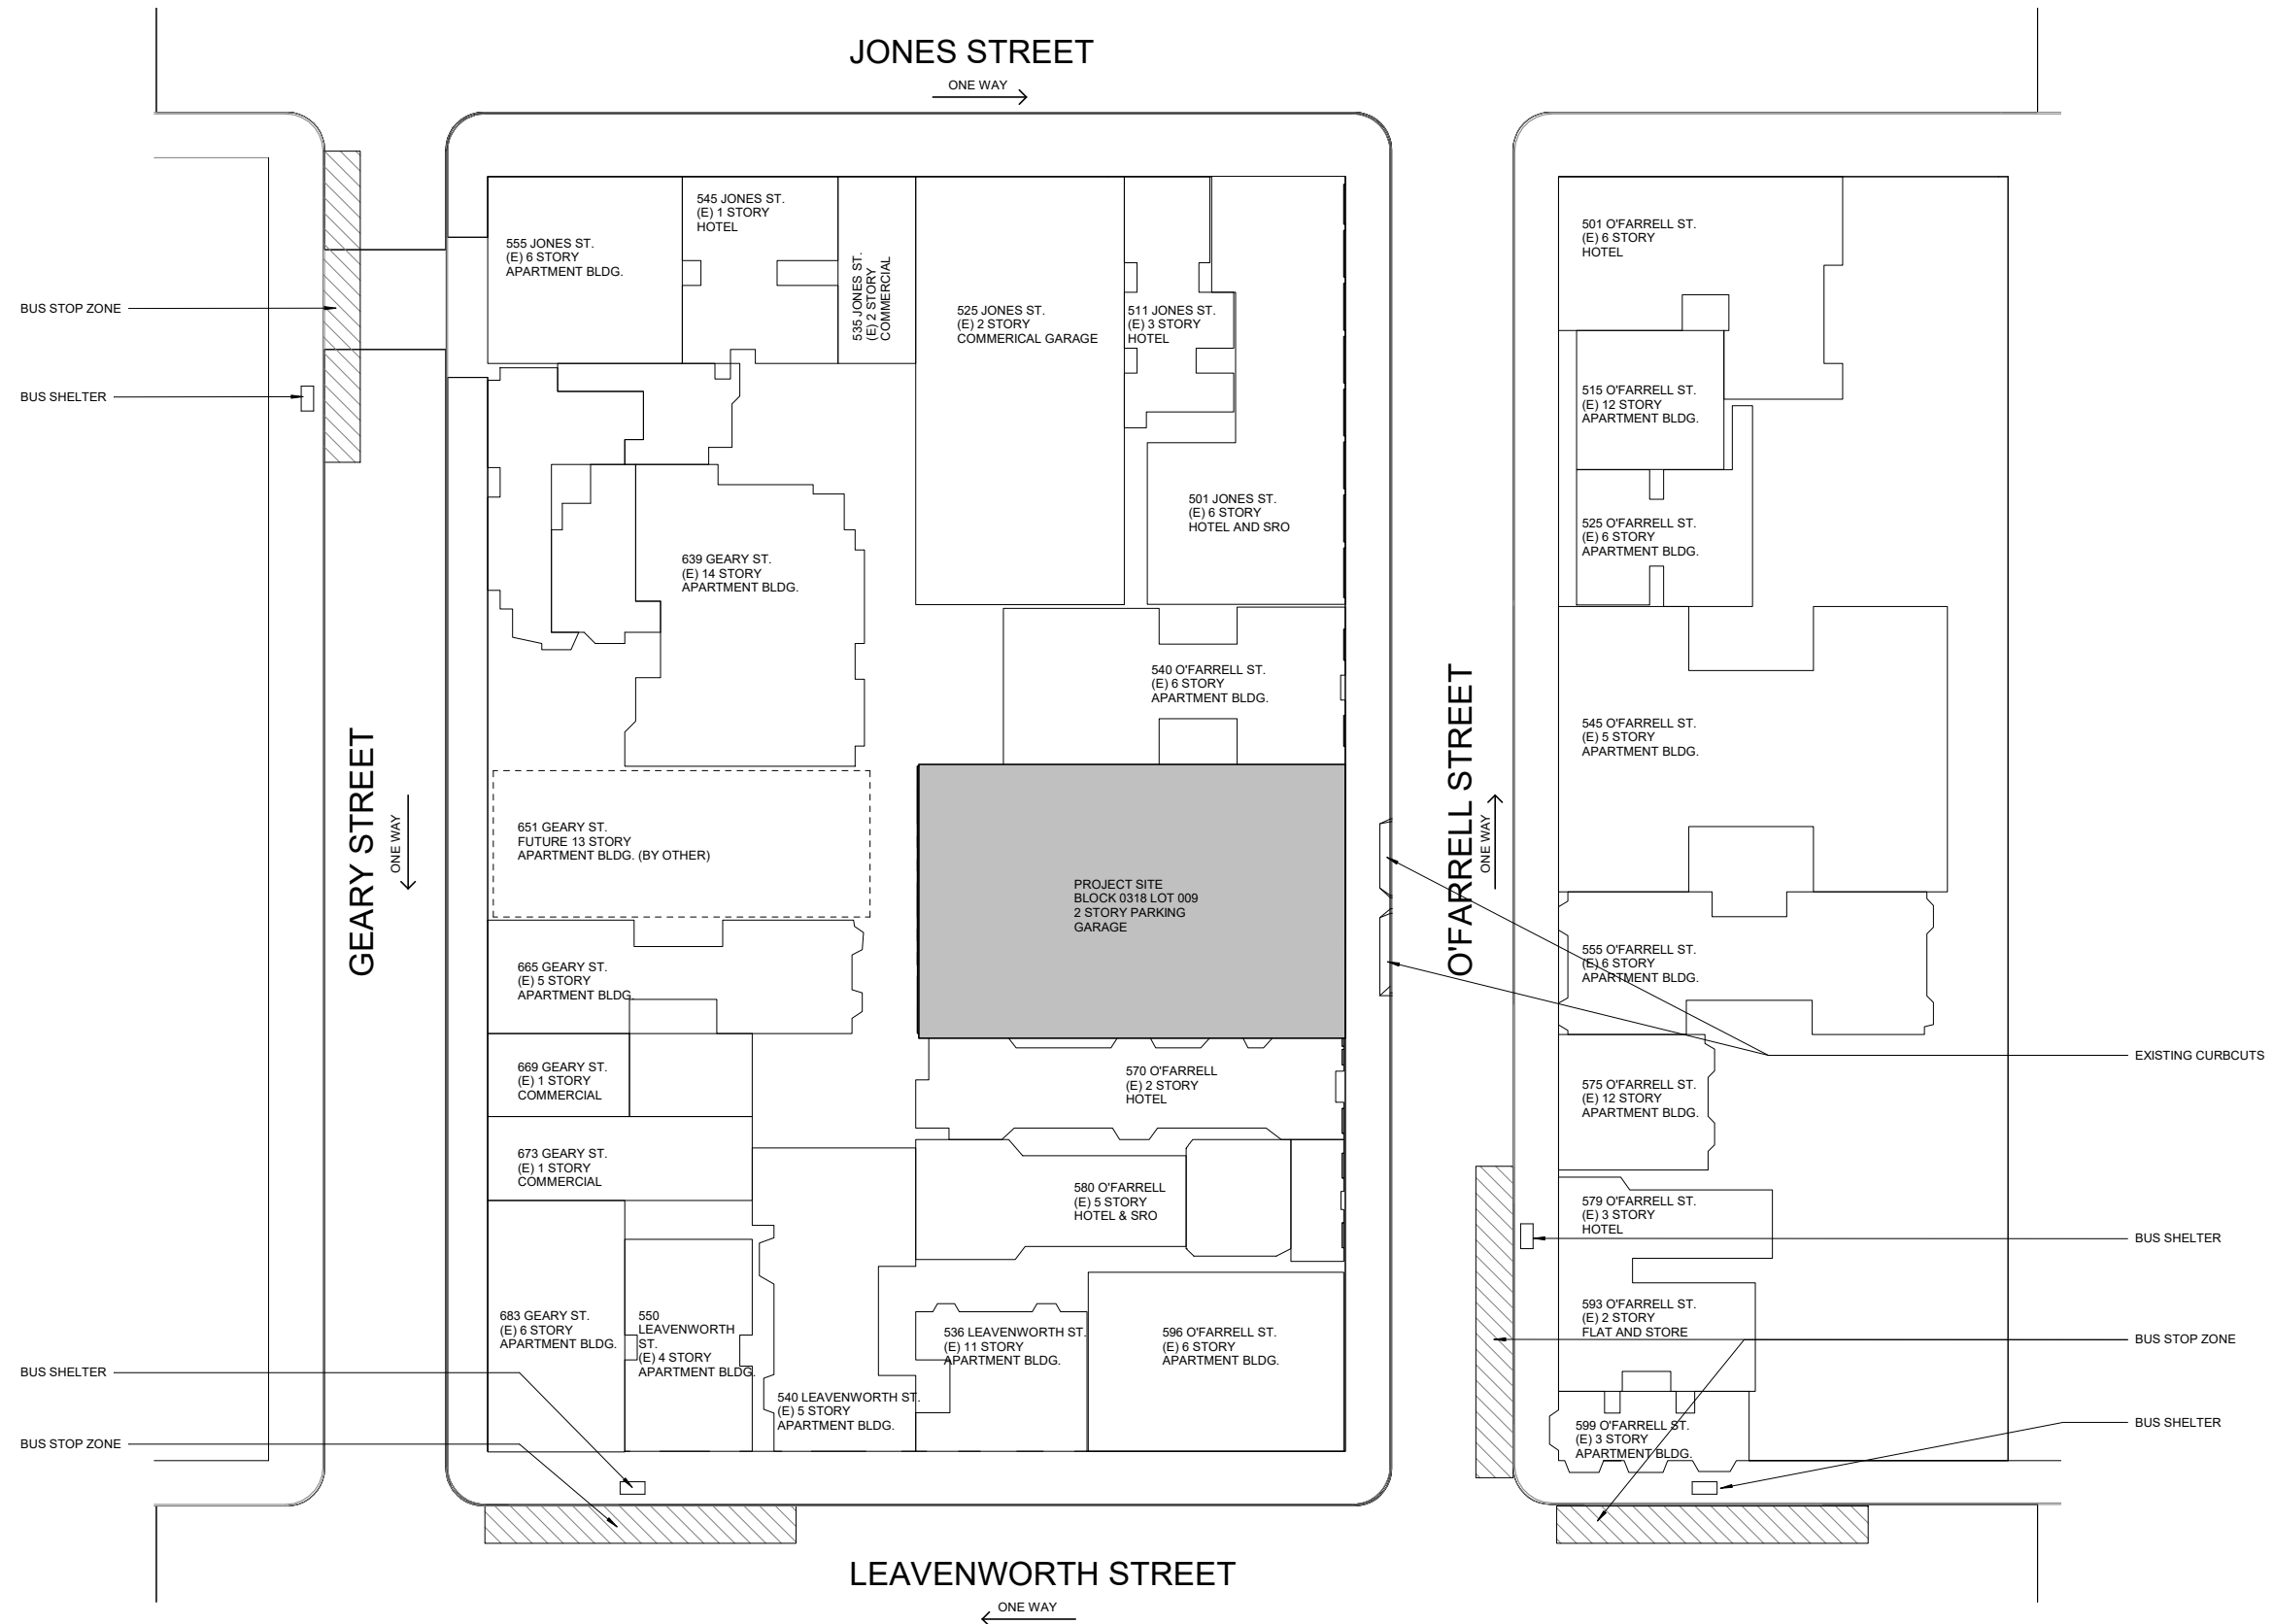 JONES STREET
ONE WAY
555 JONES ST.
(E) 6 STORY
APARTMENT BLDG.
545 JONES ST.
(E) 1 STORY
HOTEL
535 JONES ST.
(E) 2 STORY
COMMERCIAL
525 JONES ST.
(E) 2 STORY
COMMERICAL GARAGE
511 JONES ST.
(E) 3 STORY
HOTEL
501 JONES ST.
(E) 6 STORY
HOTEL AND SRO
501 O'FARRELL ST.
(E) 6 STORY
HOTEL
515 O'FARRELL ST.
(E) 12 STORY
APARTMENT BLDG.
525 O'FARRELL ST.
(E) 6 STORY
APARTMENT BLDG.
BUS STOP ZONE
BUS SHELTER
639 GEARY ST.
(E) 14 STORY
APARTMENT BLDG.
540 O'FARRELL ST.
(E) 6 STORY
APARTMENT BLDG.
545 O'FARRELL ST.
(E) 5 STORY
APARTMENT BLDG.
GEARY STREET
ONE WAY
651 GEARY ST.
FUTURE 13 STORY
APARTMENT BLDG. (BY OTHER)
PROJECT SITE
BLOCK 0318 LOT 009
2 STORY PARKING
GARAGE
O'FARRELL STREET
ONE WAY
665 GEARY ST.
(E) 5 STORY
APARTMENT BLDG.
555 O'FARRELL ST.
(E) 6 STORY
APARTMENT BLDG.
EXISTING CURBCUTS
669 GEARY ST.
(E) 1 STORY
COMMERCIAL
570 O'FARRELL
(E) 2 STORY
HOTEL
575 O'FARRELL ST.
(E) 12 STORY
APARTMENT BLDG.
673 GEARY ST.
(E) 1 STORY
COMMERCIAL
580 O'FARRELL
(E) 5 STORY
HOTEL & SRO
579 O'FARRELL ST.
(E) 3 STORY
HOTEL
BUS SHELTER
683 GEARY ST.
(E) 6 STORY
APARTMENT BLDG.
550
LEAVENWORTH
ST.
(E) 4 STORY
APARTMENT BLDG.
540 LEAVENWORTH ST.
(E) 5 STORY
APARTMENT BLDG.
536 LEAVENWORTH ST.
(E) 11 STORY
APARTMENT BLDG.
596 O'FARRELL ST.
(E) 6 STORY
APARTMENT BLDG.
593 O'FARRELL ST.
(E) 2 STORY
FLAT AND STORE
BUS STOP ZONE
599 O'FARRELL ST.
(E) 3 STORY
APARTMENT BLDG.
BUS SHELTER
BUS SHELTER
BUS STOP ZONE
LEAVENWORTH STREET
ONE WAY